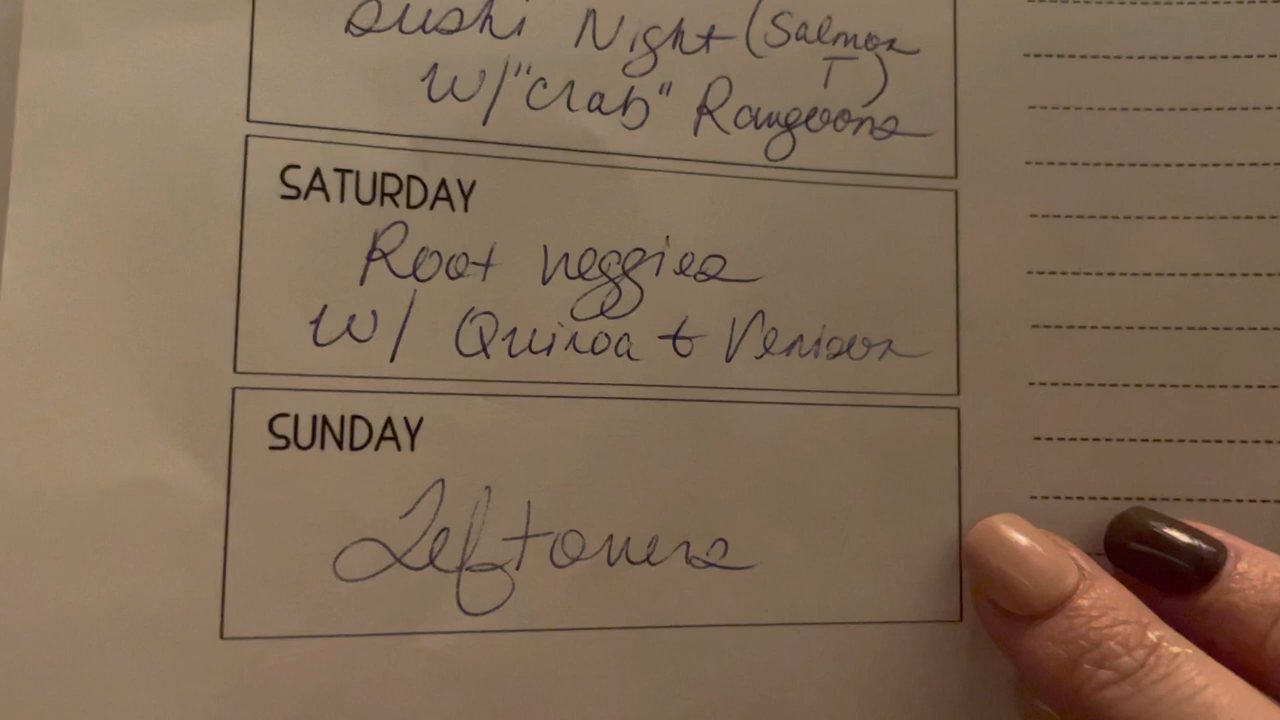 Sushi Night (Salmon
T)
w/ "Crab" Rangoons
SATURDAY
Root veggies
w/ Quinoa & Venison
SUNDAY
Leftovers